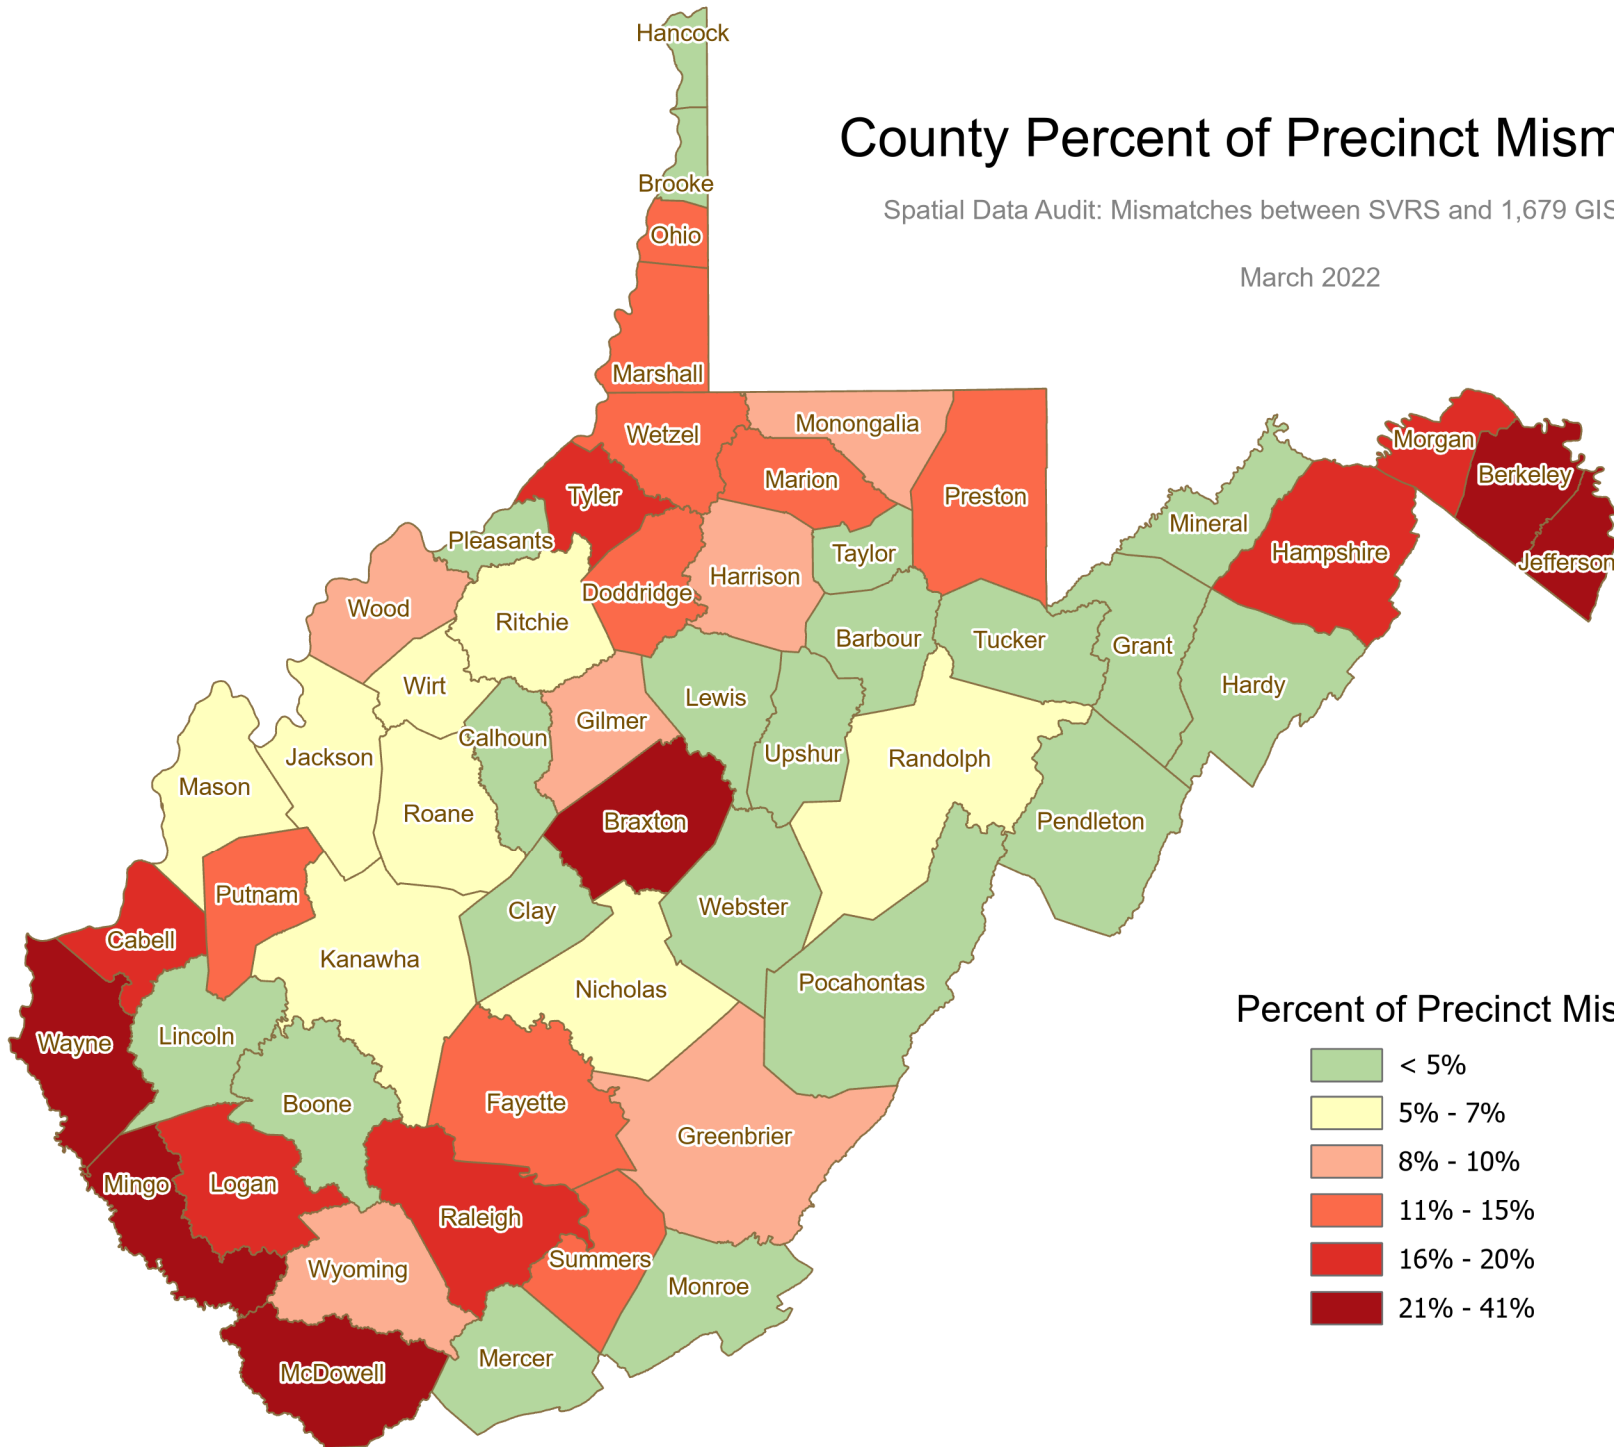 Hancock
County Percent of Precinct Mism
Brooke
Spatial Data Audit: Mismatches between SVRS and 1,679 GIS
Ohio
March 2022
Marshall
Monongalia
Wetzel
Morgan
Marion
Berkeley
Tyler
Preston
Mineral
Pleasants
Taylor
Hampshire
Jefferson
Harrison
Doddridge
Wood
Ritchie
Barbour
Tucker
Grant
Wirt
Hardy
Lewis
Gilmer
Calhoun
Upshur
Jackson
Randolph
Mason
Roane
Braxton
Pendleton
Putnam
Clay
Webster
Cabell
Kanawha
Pocahontas
Nicholas
Percent of Precinct Mis
Lincoln
Wayne
< 5%
Boone
Fayette
5% - 7%
Greenbrier
8% - 10%
Mingo
Logan
11% - 15%
Raleigh
Summers
16% - 20%
Wyoming
Monroe
21% - 41%
Mercer
McDowell